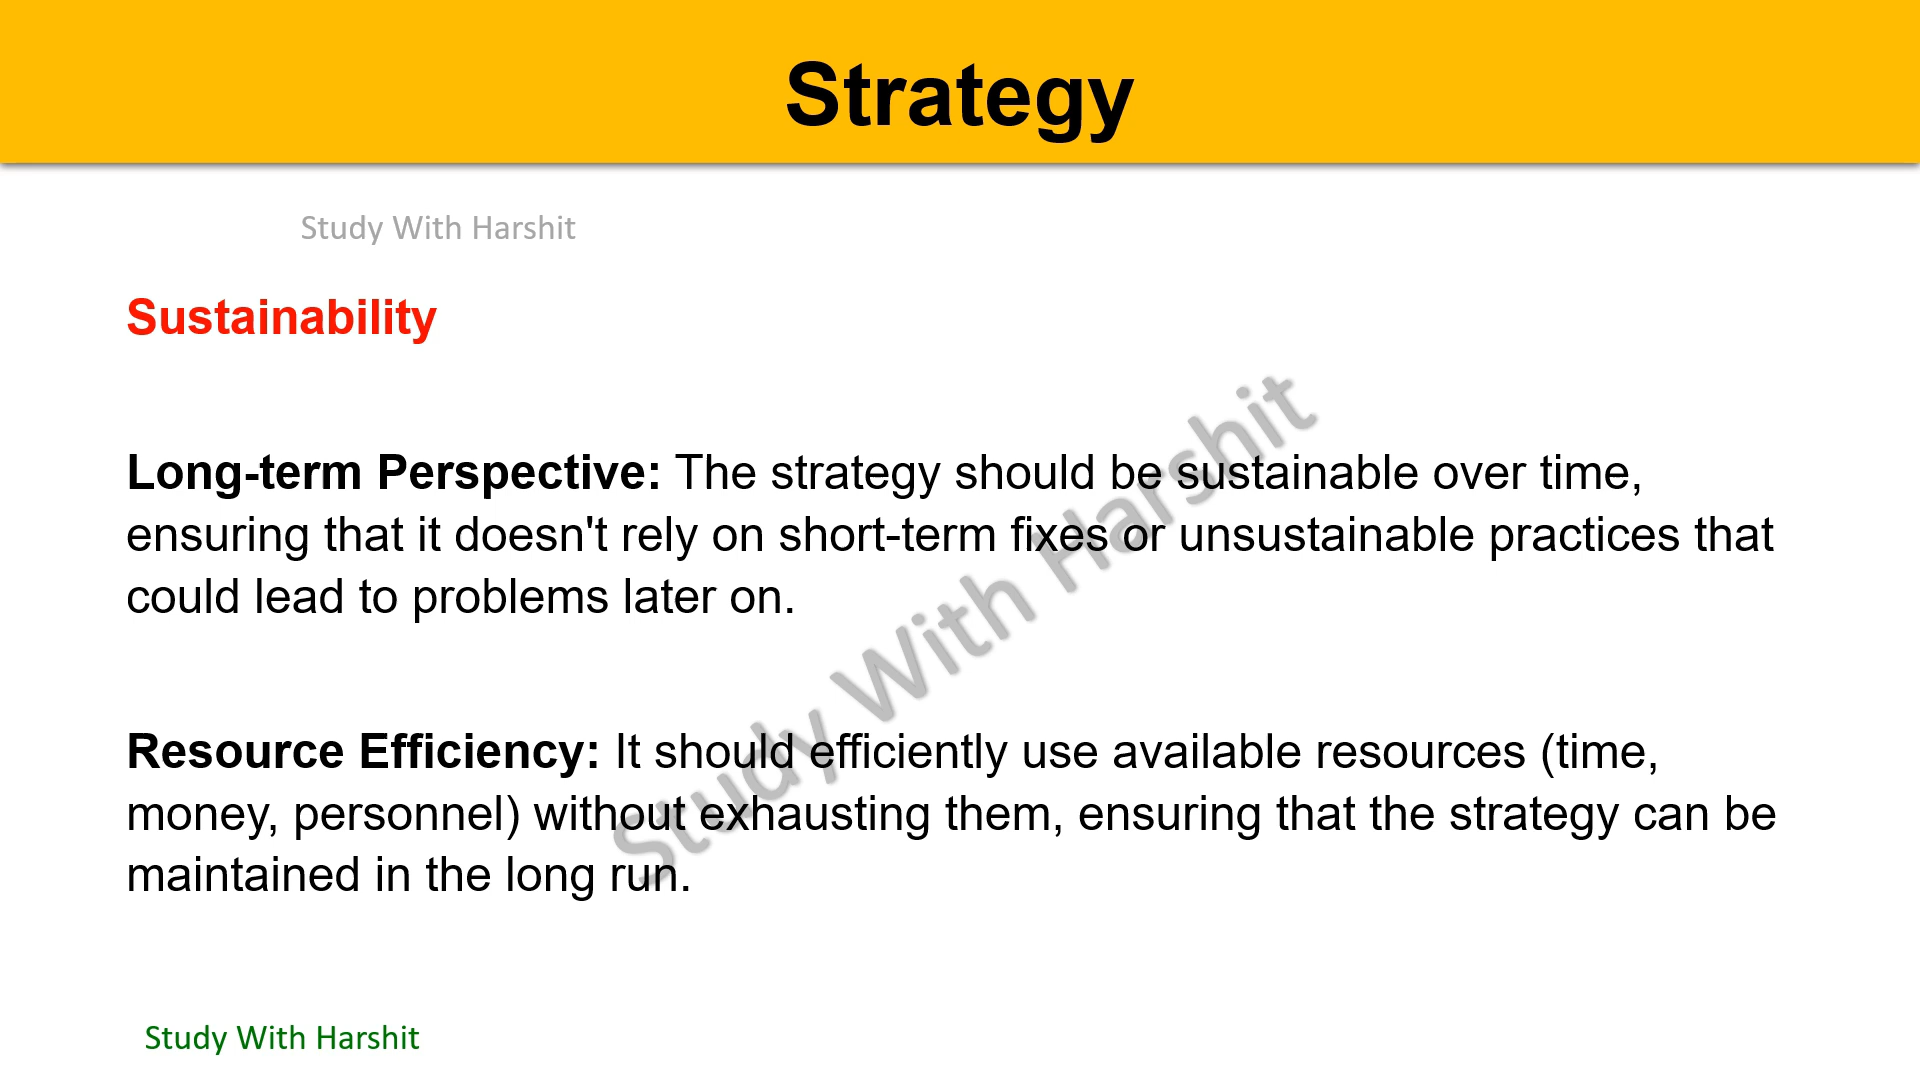 Strategy
Study With Harshit
Sustainability
Long-term Perspective: The strategy should be sustainable over time,
ensuring that it doesn't rely on short-term fixes or unsustainable practices that
could lead to problems later on.
Study With Harshit
Resource Efficiency: It should efficiently use available resources (time,
money, personnel) without exhausting them, ensuring that the strategy can be
maintained in the long run.
Study With Harshit